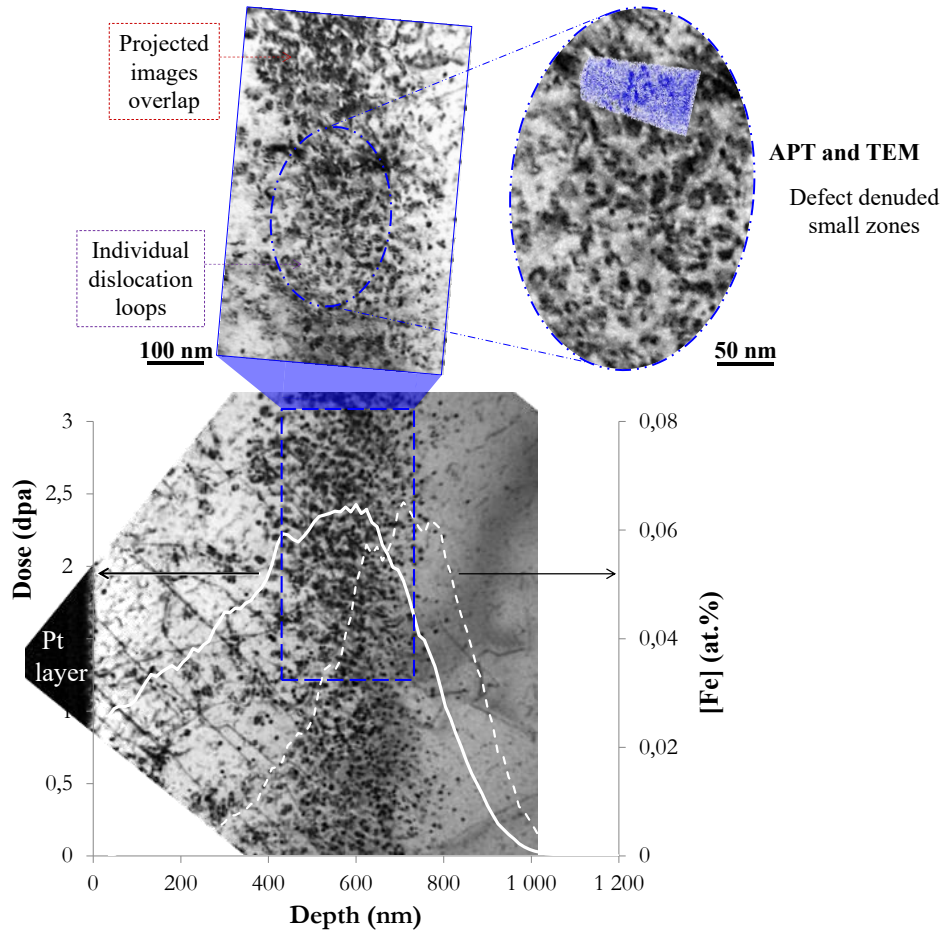 Projected
images
overlap
Individual
dislocation
loops
100 nm
APT and TEM
Defect denuded
small zones
50 nm
Dose (dpa)
3
2,5
2
1
0,5
0
Pt
layer
0,08
0,06
0,04
0,02
0
[Fe] (at.%)
0
200
400
600
800
1 000
1 200
Depth (nm)